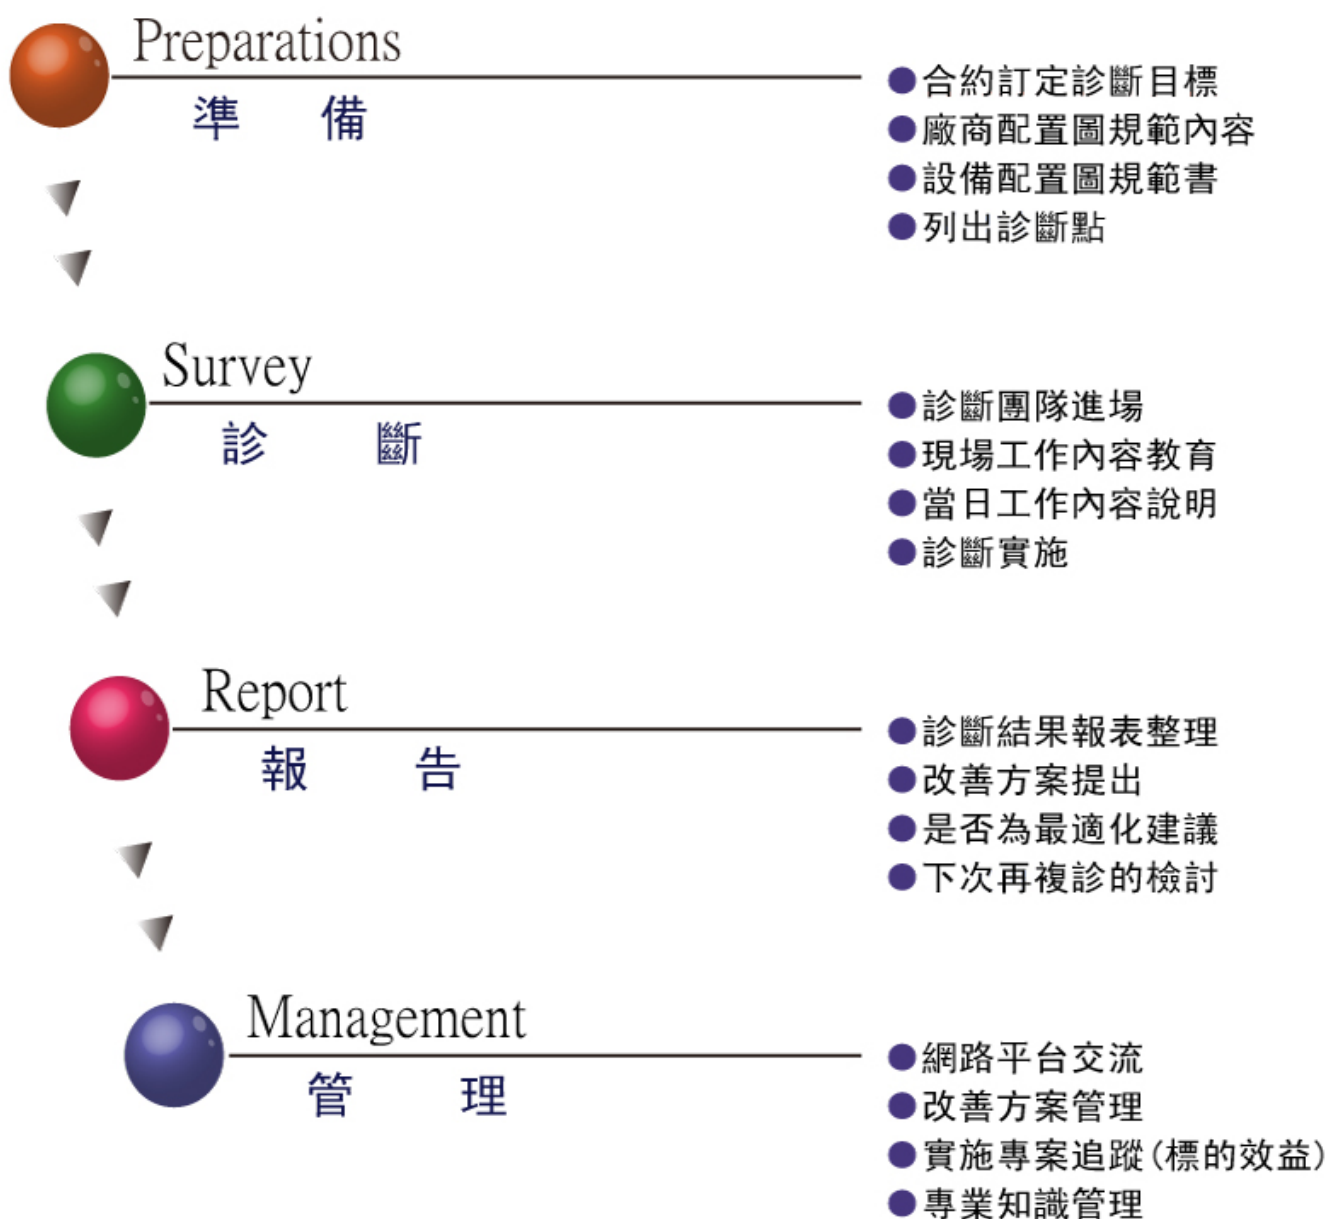 Preparations
準備
●合約訂定診斷目標
●廠商配置圖規範內容
●設備配置圖規範書
●列出診斷點
Survey
診斷
●診斷團隊進場
●現場工作內容教育
●當日工作內容說明
●診斷實施
Report
報告
●診斷結果報表整理
●改善方案提出
●是否為最適化建議
●下次再複診的檢討
Management
管理
●網路平台交流
●改善方案管理
●實施專案追蹤(標的效益)
●專業知識管理